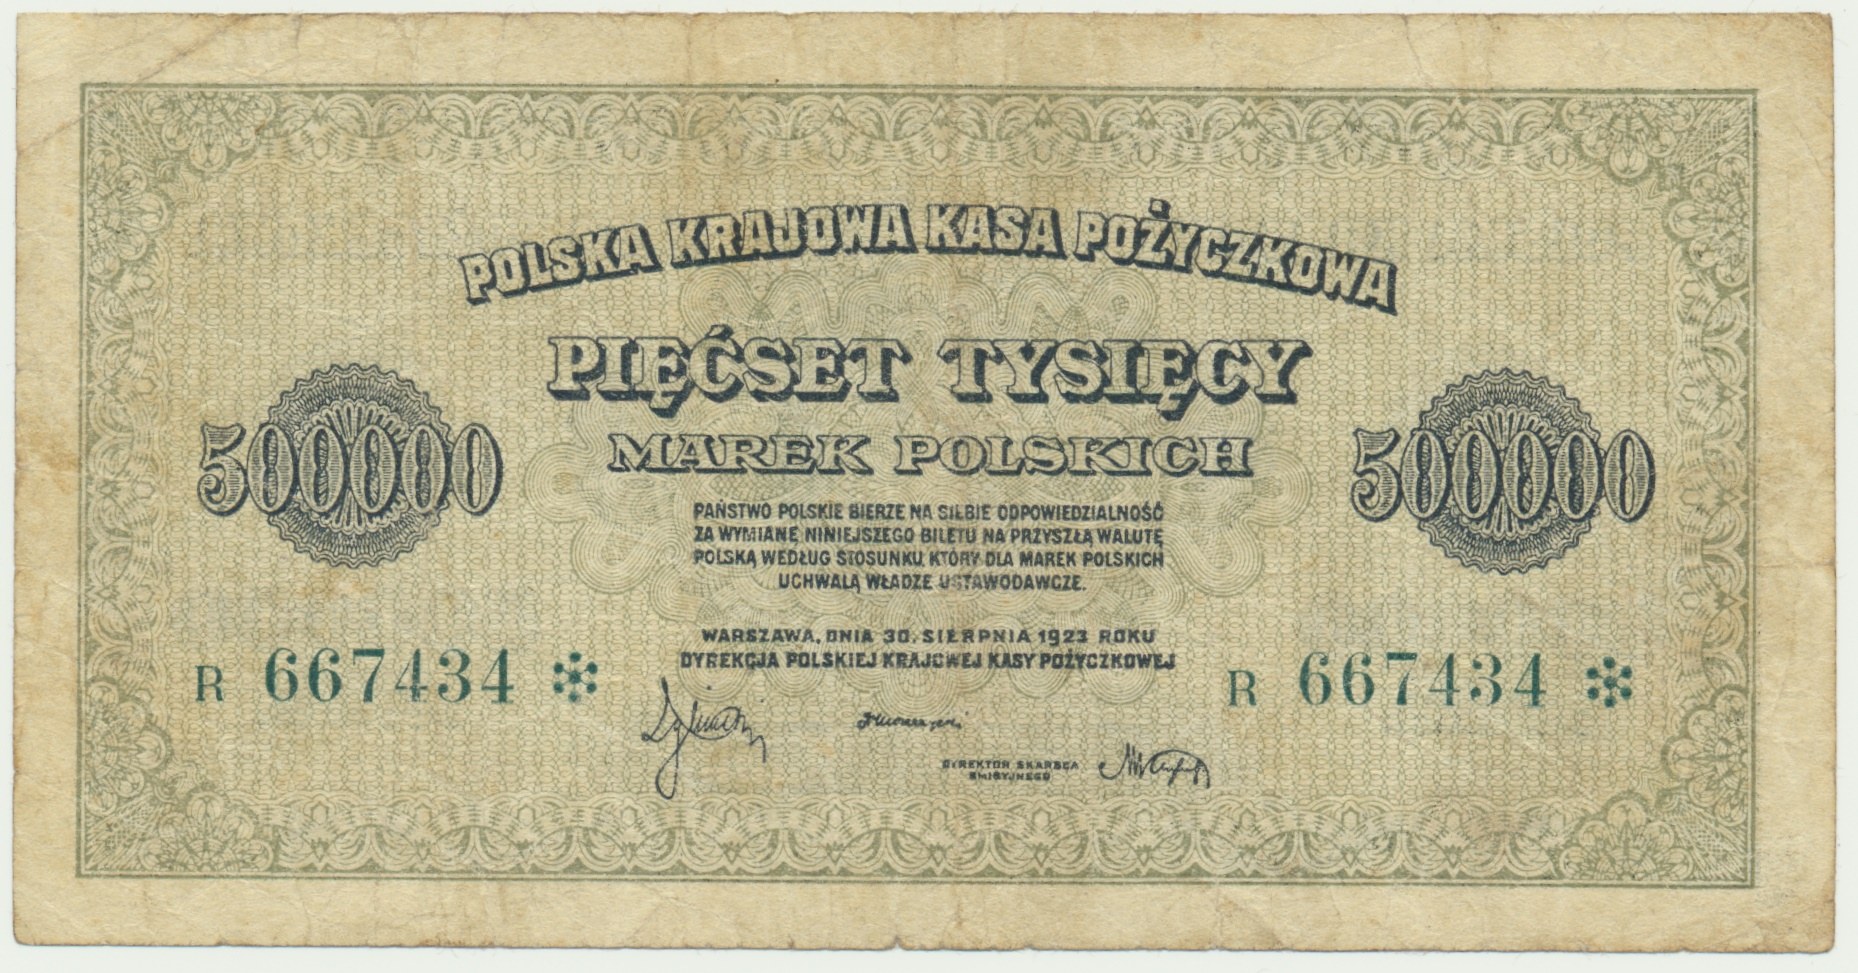 POLSKA KRAJOWA KASA POŻYCZKOWA
PIĘĆSET TYSIĘCY
MAREK POLSKICH
500000
500000
PAŃSTWO POLSKIE BIERZE NA SIEBIE ODPOWIEDZIALNOŚĆ
ZA WYMIANĘ NINIEJSZEGO BILETU NA PRZYSZŁĄ WALUTĘ
POLSKĄ WEDŁUG STOSUNKU, KTÓRY DLA MAREK POLSKICH
UCHWALĄ WŁADZE USTAWODAWCZE.
WARSZAWA, DNIA 30. SIERPNIA 1923 ROKU
DYREKCJA POLSKIEJ KRAJOWEJ KASY POŻYCZKOWEJ
R 667434 ✻
R 667434 ✻
DYREKTOR SKARBCA
EMISYJNEGO